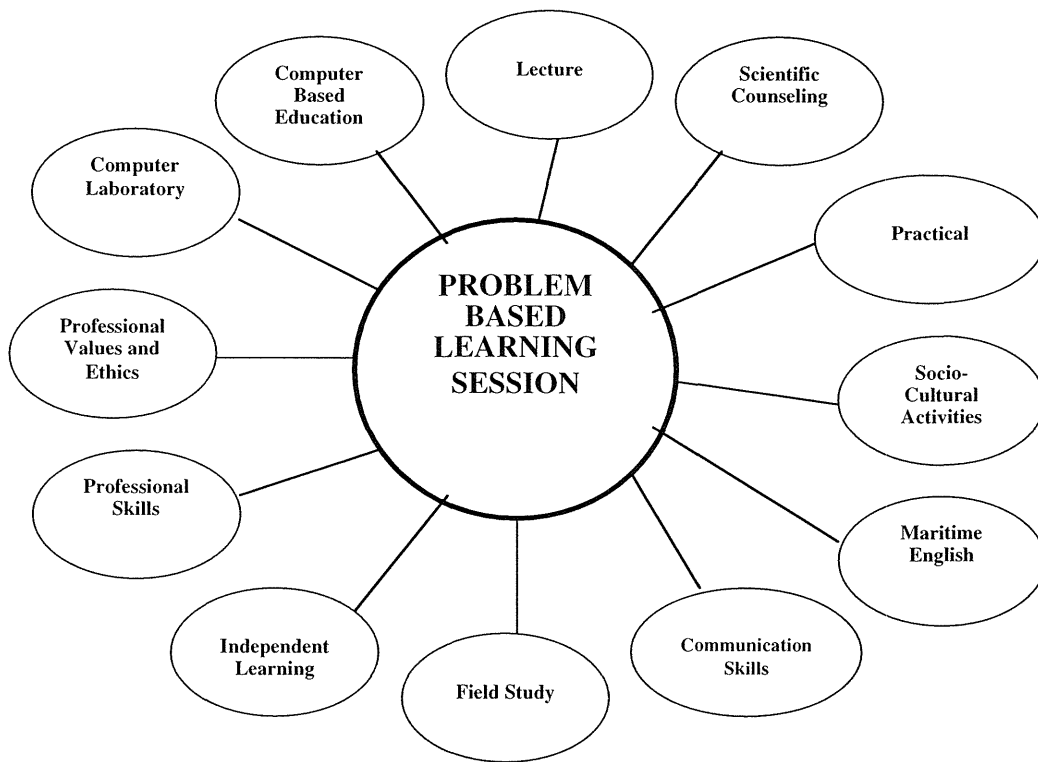 Lecture
Scientific
Counseling
Practical
Socio-
Cultural
Activities
Maritime
English
Communication
Skills
Field Study
Independent
Learning
Professional
Skills
Professional
Values and
Ethics
Computer
Laboratory
Computer
Based
Education
PROBLEM
BASED
LEARNING
SESSION